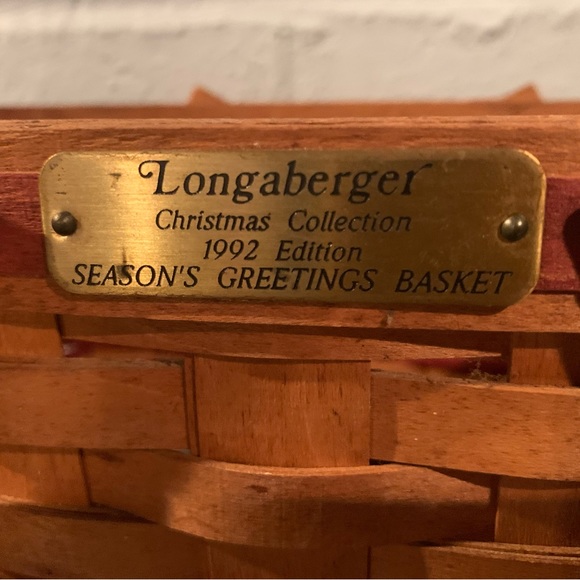 Longaberger
Christmas Collection
1992 Edition
SEASON'S GREETINGS BASKET